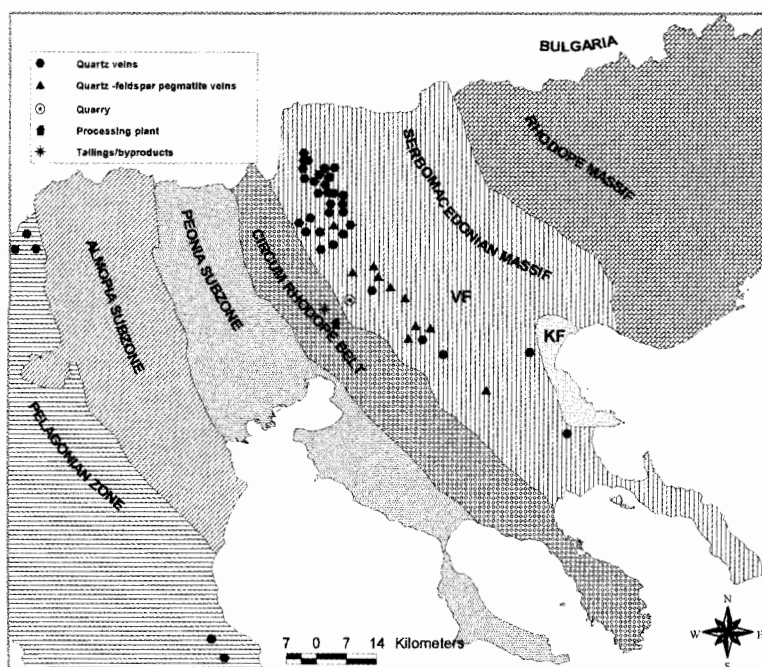 BULGARIA
Quartz veins
Quartz -feldspar pegmatite veins
Quarry
Processing plant
Tailings/byproducts
RHODOPE MASSIF
SERBOMACEDONIAN MASSIF
PEONIA SUBZONE
ALMOPIA SUBZONE
CIRCUM RHODOPE BELT
VF
KF
PELAGONIAN ZONE
7 0 7 14 Kilometers
N
W E
S